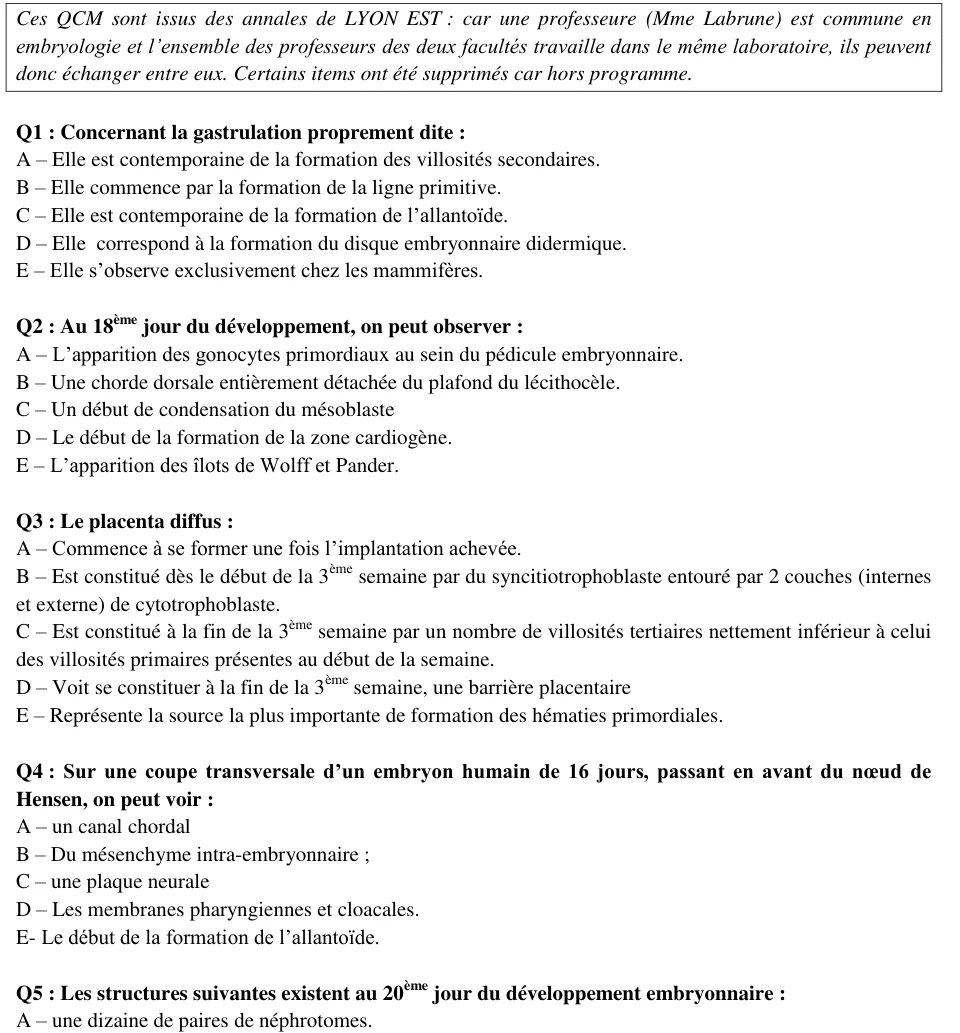 Ces QCM sont issus des annales de LYON EST : car une professeure (Mme Labrune) est commune en
embryologie et l'ensemble des professeurs des deux facultés travaille dans le même laboratoire, ils peuvent
donc échanger entre eux. Certains items ont été supprimés car hors programme.
Q1 : Concernant la gastrulation proprement dite :
A – Elle est contemporaine de la formation des villosités secondaires.
B – Elle commence par la formation de la ligne primitive.
C – Elle est contemporaine de la formation de l'allantoïde.
D – Elle correspond à la formation du disque embryonnaire didermique.
E – Elle s'observe exclusivement chez les mammifères.
Q2 : Au 18ème jour du développement, on peut observer :
A – L'apparition des gonocytes primordiaux au sein du pédicule embryonnaire.
B – Une chorde dorsale entièrement détachée du plafond du lécithocèle.
C – Un début de condensation du mésoblaste
D – Le début de la formation de la zone cardiogène.
E – L'apparition des îlots de Wolff et Pander.
Q3 : Le placenta diffus :
A – Commence à se former une fois l'implantation achevée.
B – Est constitué dès le début de la 3ème semaine par du syncitiotrophoblaste entouré par 2 couches (internes
et externe) de cytotrophoblaste.
C – Est constitué à la fin de la 3ème semaine par un nombre de villosités tertiaires nettement inférieur à celui
des villosités primaires présentes au début de la semaine.
D – Voit se constituer à la fin de la 3ème semaine, une barrière placentaire
E – Représente la source la plus importante de formation des hématies primordiales.
Q4 : Sur une coupe transversale d'un embryon humain de 16 jours, passant en avant du nœud de
Hensen, on peut voir :
A – un canal chordal
B – Du mésenchyme intra-embryonnaire ;
C – une plaque neurale
D – Les membranes pharyngiennes et cloacales.
E- Le début de la formation de l'allantoïde.
Q5 : Les structures suivantes existent au 20ème jour du développement embryonnaire :
A – une dizaine de paires de néphrotomes.